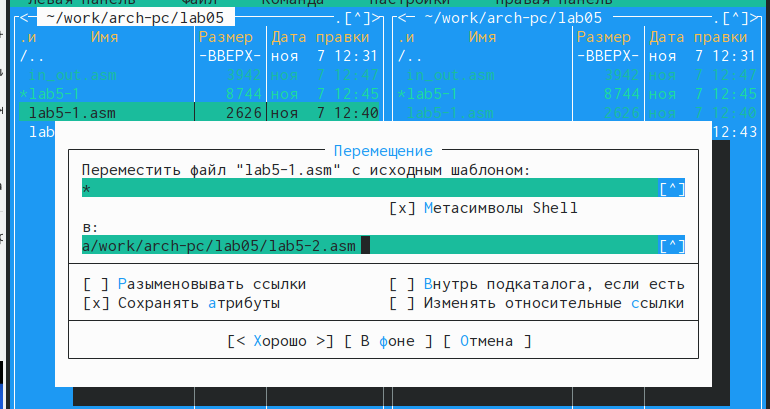 Левая панель Файл Команда Настройки Правая панель
<─ ~/work/arch-pc/lab05 ─.[^]> <─ ~/work/arch-pc/lab05 ─.[^]>
.и Имя Размер Дата правки .и Имя Размер Дата правки
/.. -ВВЕРХ- ноя 7 12:31 /.. -ВВЕРХ- ноя 7 12:31
in_out.asm 3942 ноя 7 12:47 in_out.asm 3942 ноя 7 12:47
*lab5-1 8744 ноя 7 12:45 *lab5-1 8744 ноя 7 12:45
lab5-1.asm 2626 ноя 7 12:40 lab5-1.asm 2626 ноя 7 12:40
lab 12:43
Перемещение
Переместить файл "lab5-1.asm" с исходным шаблоном:
* [^]
[x] Метасимволы Shell
в:
a/work/arch-pc/lab05/lab5-2.asm [^]
[ ] Разыменовывать ссылки [ ] Внутрь подкаталога, если есть
[x] Сохранять атрибуты [ ] Изменять относительные ссылки
[< Хорошо >] [ В фоне ] [ Отмена ]